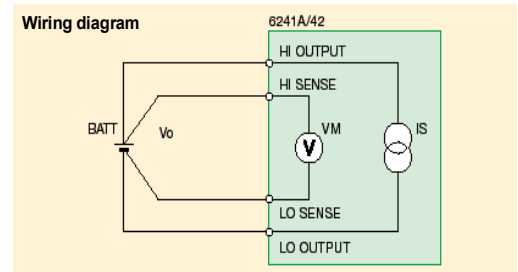 Wiring diagram
6241A/42
HI OUTPUT
HI SENSE
BATT
Vo
V
VM
IS
LO SENSE
LO OUTPUT